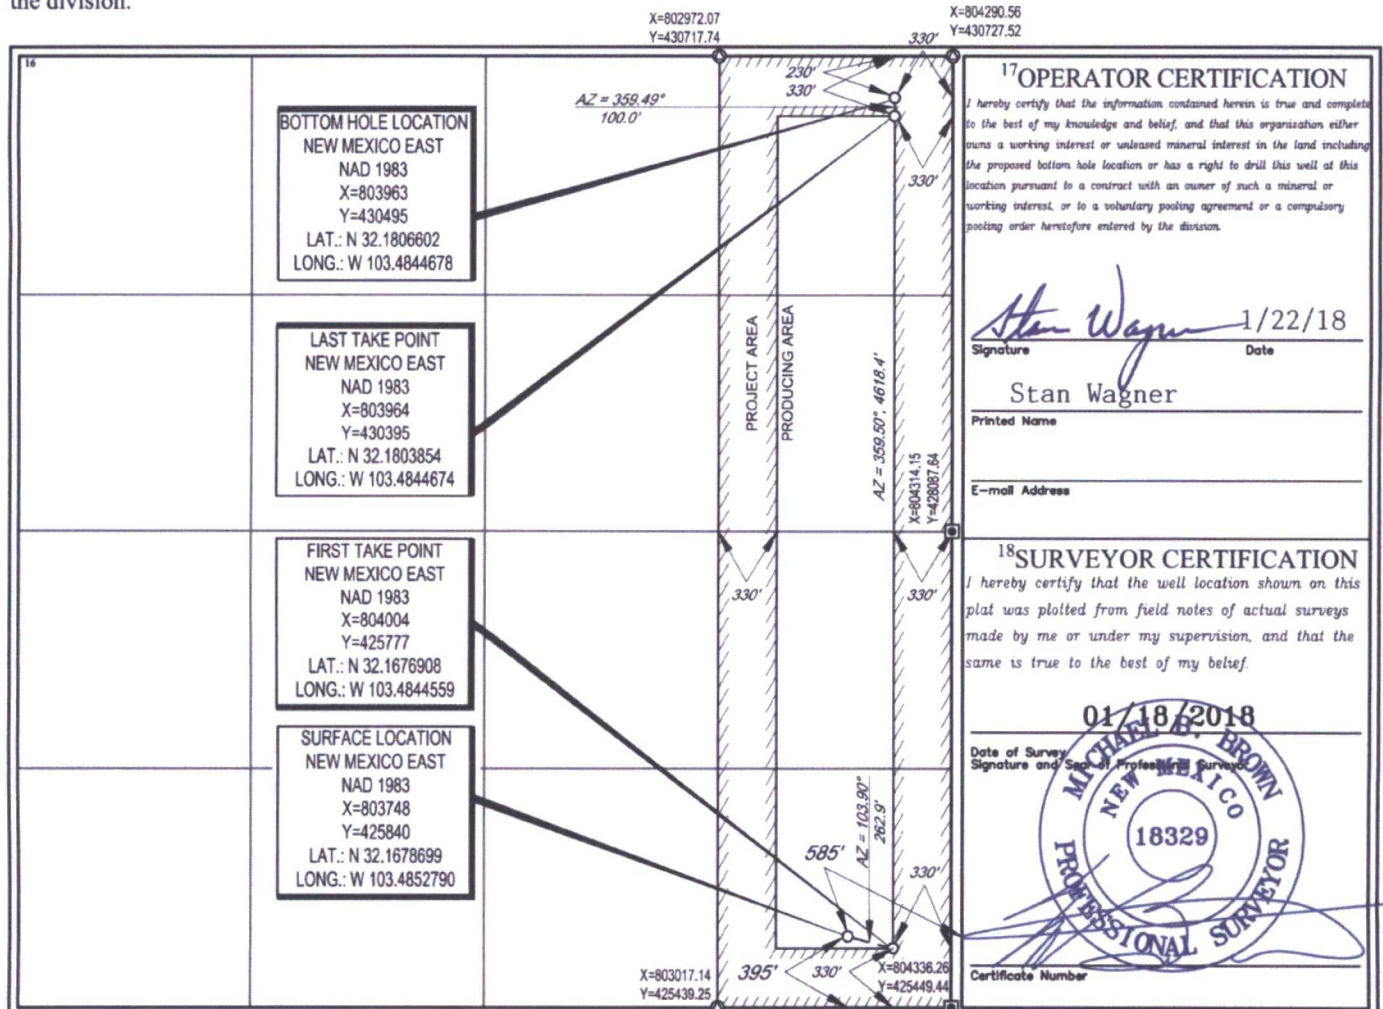 the division.
X=802972.07
Y=430717.74
X=804290.56
Y=430727.52
330'
16
230'
330'
AZ = 359.49°
100.0'
330'
BOTTOM HOLE LOCATION
NEW MEXICO EAST
NAD 1983
X=803963
Y=430495
LAT.: N 32.1806602
LONG.: W 103.4844678
LAST TAKE POINT
NEW MEXICO EAST
NAD 1983
X=803964
Y=430395
LAT.: N 32.1803854
LONG.: W 103.4844674
PROJECT AREA
PRODUCING AREA
AZ = 359.50°, 4618.4'
X=804314.15
Y=428087.64
330'
330'
FIRST TAKE POINT
NEW MEXICO EAST
NAD 1983
X=804004
Y=425777
LAT.: N 32.1676908
LONG.: W 103.4844559
SURFACE LOCATION
NEW MEXICO EAST
NAD 1983
X=803748
Y=425840
LAT.: N 32.1678699
LONG.: W 103.4852790
585'
AZ = 103.90°
262.9'
330'
395'
330'
X=803017.14
Y=425439.25
X=804336.26
Y=425449.44
17OPERATOR CERTIFICATION
I hereby certify that the information contained herein is true and complete
to the best of my knowledge and belief, and that this organization either
owns a working interest or unleased mineral interest in the land including
the proposed bottom hole location or has a right to drill this well at this
location pursuant to a contract with an owner of such a mineral or
working interest, or to a voluntary pooling agreement or a compulsory
pooling order heretofore entered by the division.
Stan Wagner 1/22/18
Signature Date
Stan Wagner
Printed Name
E-mail Address
18SURVEYOR CERTIFICATION
I hereby certify that the well location shown on this
plat was plotted from field notes of actual surveys
made by me or under my supervision, and that the
same is true to the best of my belief.
01/18/2018
Date of Survey
Signature and Seal of Professional Surveyor
MICHAEL B. BROWN
NEW MEXICO
18329
PROFESSIONAL SURVEYOR
Certificate Number